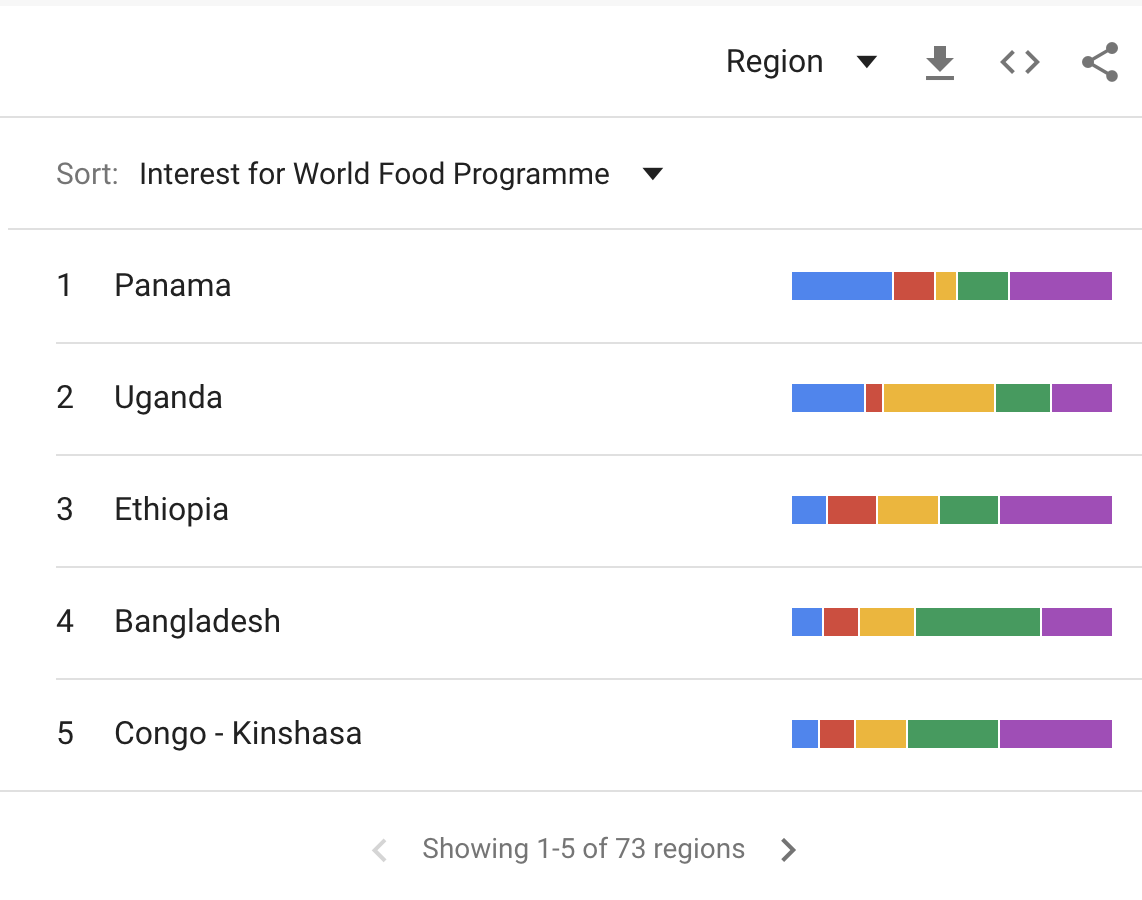 Region
Sort: Interest for World Food Programme
1 Panama
2 Uganda
3 Ethiopia
4 Bangladesh
5 Congo - Kinshasa
Showing 1-5 of 73 regions